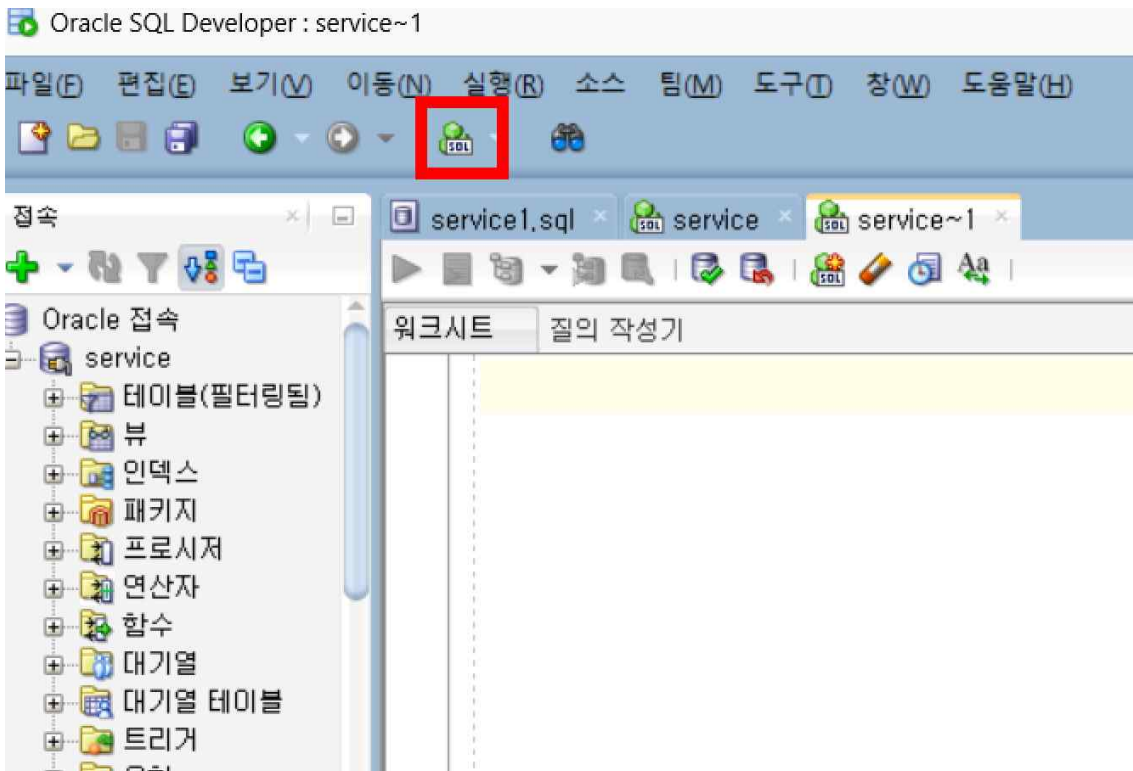 Oracle SQL Developer : service~1
파일(F) 편집(E) 보기(V) 이동(N) 실행(R) 소스 팀(M) 도구(T) 창(W) 도움말(H)
SQL
접속
service1.sql service service~1
Oracle 접속
워크시트 질의 작성기
service
테이블(필터링됨)
뷰
인덱스
패키지
프로시저
연산자
함수
대기열
대기열 테이블
트리거